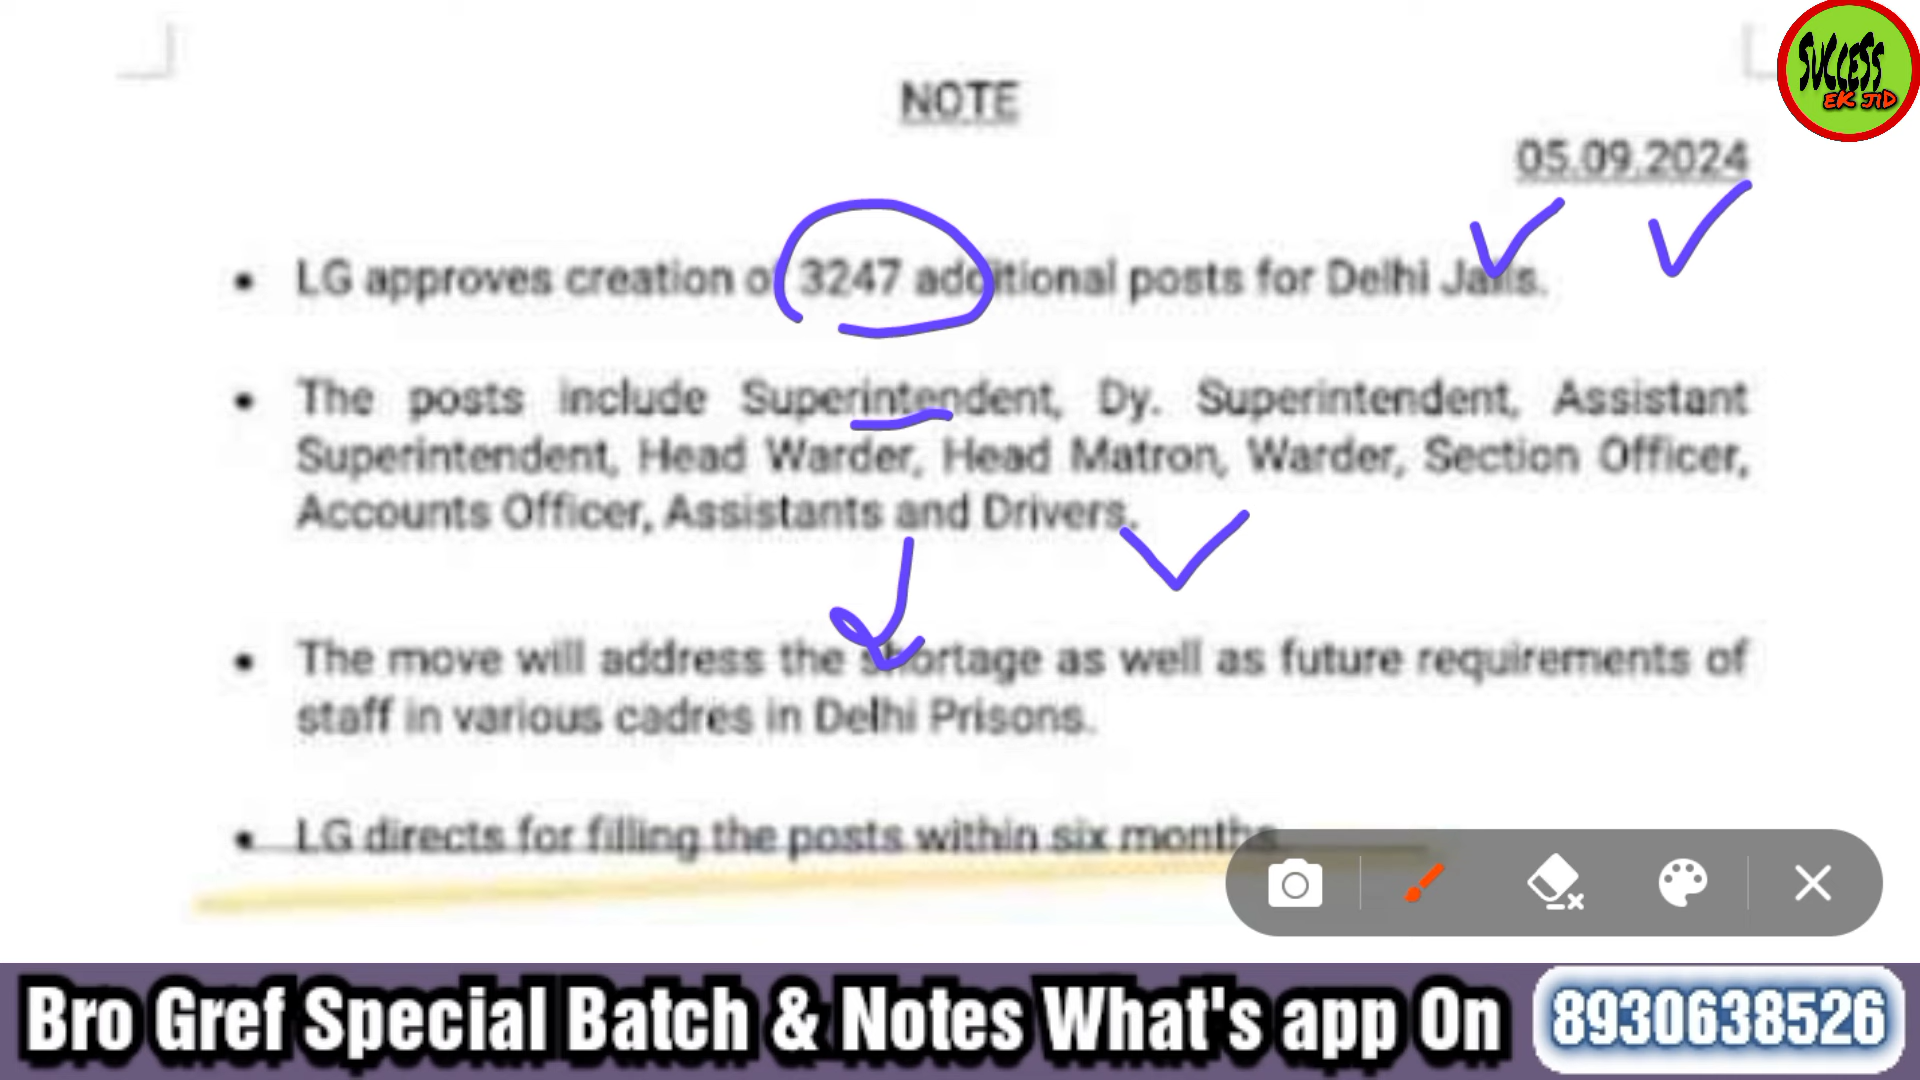 SUCCESS
EK JID
NOTE
05.09.2024
• LG approves creation of 3247 additional posts for Delhi Jails.
• The posts include Superintendent, Dy. Superintendent, Assistant
Superintendent, Head Warder, Head Matron, Warder, Section Officer,
Accounts Officer, Assistants and Drivers.
• The move will address the shortage as well as future requirements of
staff in various cadres in Delhi Prisons.
• LG directs for filling the posts within six months
Bro Gref Special Batch & Notes What's app On 8930638526